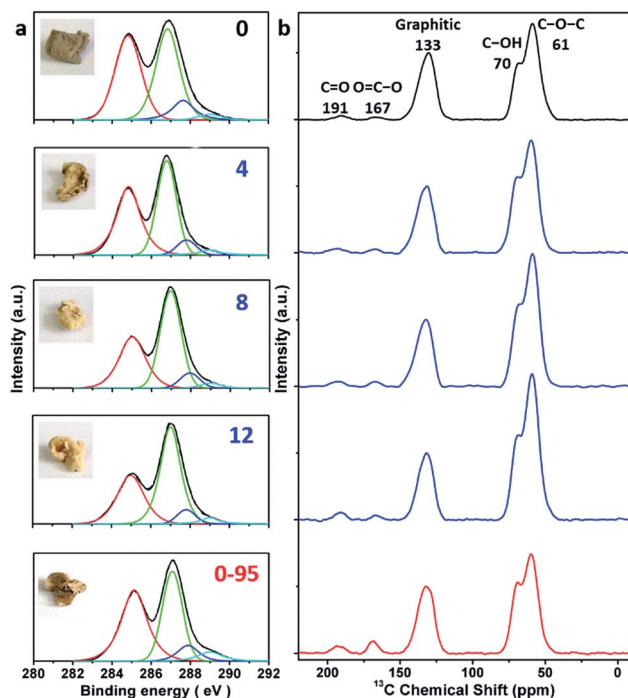 a
0
4
8
12
0-95
Intensity (a.u.)
280 282 284 286 288 290 292
Binding energy ( eV )
b
Graphitic
133
C–O–C
61
C–OH
70
C=O O=C–O
191 167
Intensity (a.u.)
200 150 100 50 0
¹³C Chemical Shift (ppm)